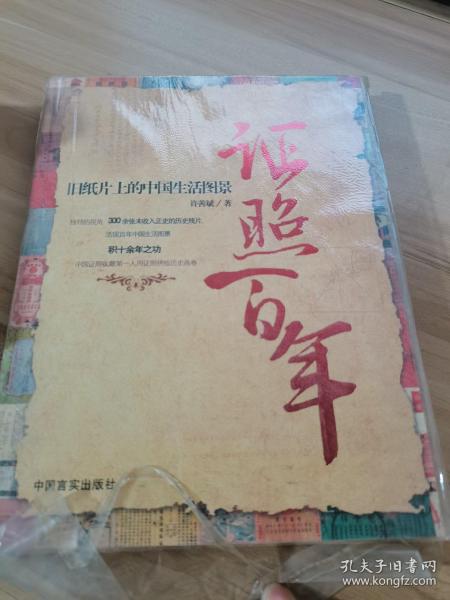 证照百年
旧纸片上的中国生活图景
许善斌/著
独特的视角 300余张未收入正史的历史残片,
活现百年中国生活图景
积十余年之功
中国证照收藏第一人用证照拼绘历史画卷
中国言实出版社
孔夫子旧书网
www.kongfz.com